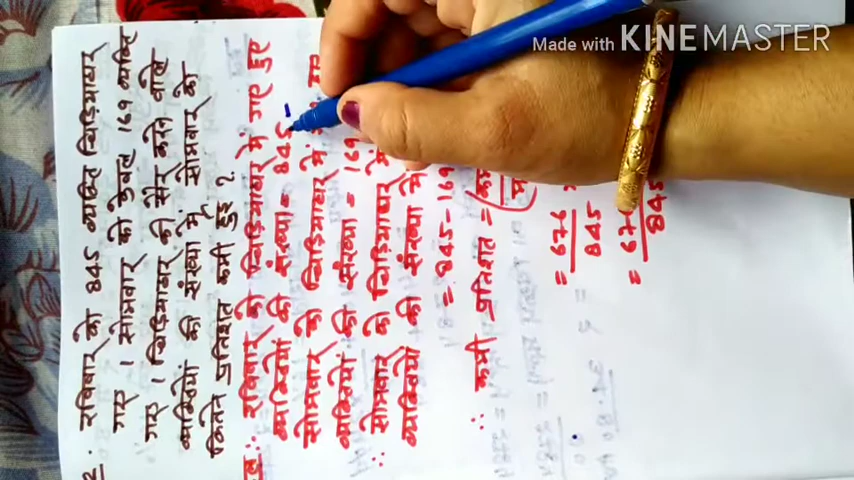 2. रविवार को 845 व्यक्ति चिड़ियाघर
गए । सोमवार को केवल 169 व्यक्ति
गए । चिड़ियाघर की सैर करने वाले
व्यक्तियों की संख्या में सोमवार को
कितने प्रतिशत कमी हुई ?
हल :- रविवार को चिड़ियाघर में गए हुए
व्यक्तियों की संख्या = 845
सोमवार को चिड़ियाघर में गए
व्यक्तियों की संख्या = 169
∴ सोमवार को चिड़ियाघर में
व्यक्तियों की संख्या में
= 845 - 169
∴ कमी प्रतिशत =
= 676
845
= 676
845
Made with KINEMASTER